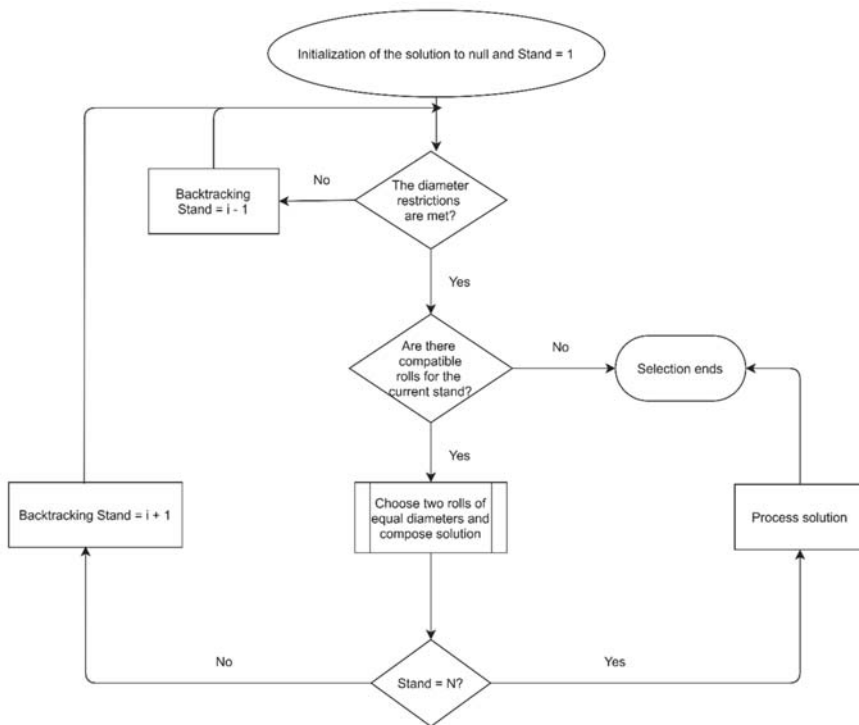 Initialization of the solution to null and Stand = 1
No
Backtracking
Stand = i - 1
The diameter
restrictions
are met?
Yes
Are there
compatible
rolls for the
current stand?
No
Selection ends
Yes
Backtracking Stand = i + 1
Choose two rolls of
equal diameters and
compose solution
Process solution
No
Stand = N?
Yes